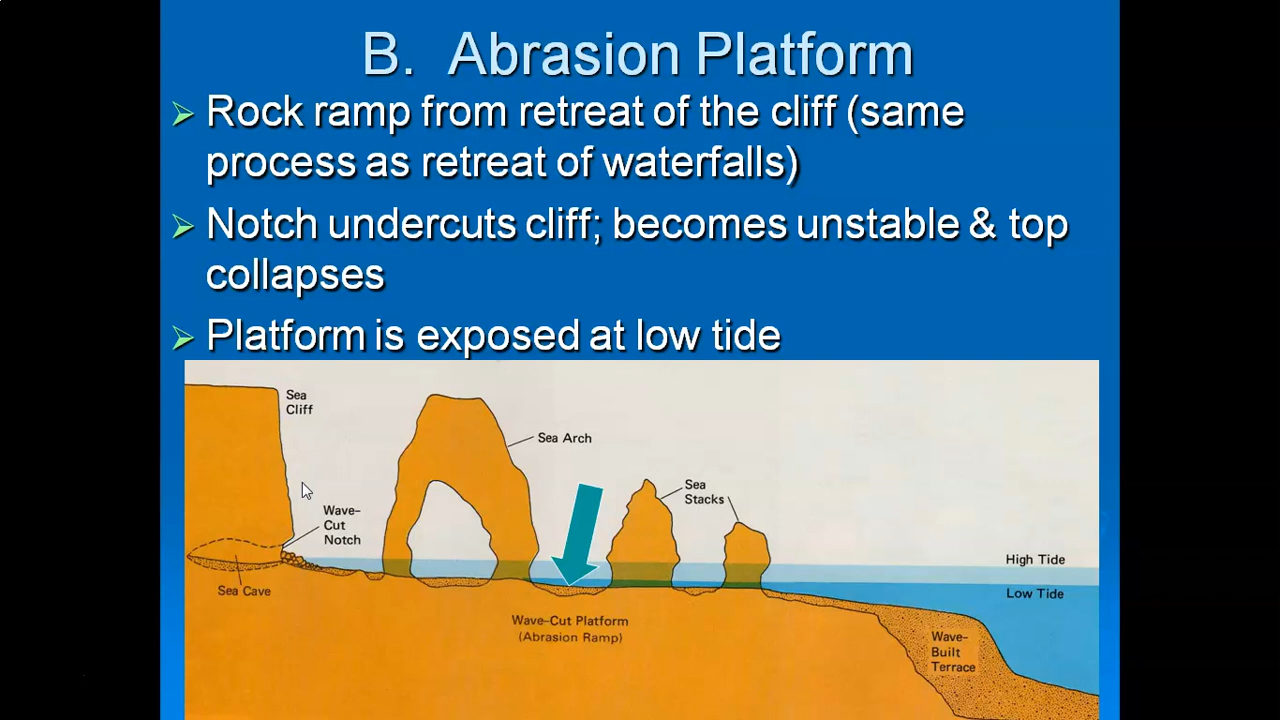 B. Abrasion Platform
➢ Rock ramp from retreat of the cliff (same
process as retreat of waterfalls)
➢ Notch undercuts cliff; becomes unstable & top
collapses
➢ Platform is exposed at low tide
Sea
Cliff
Sea Arch
Sea
Stacks
Wave-
Cut
Notch
High Tide
Sea Cave
Low Tide
Wave-Cut Platform
(Abrasion Ramp)
Wave-
Built
Terrace